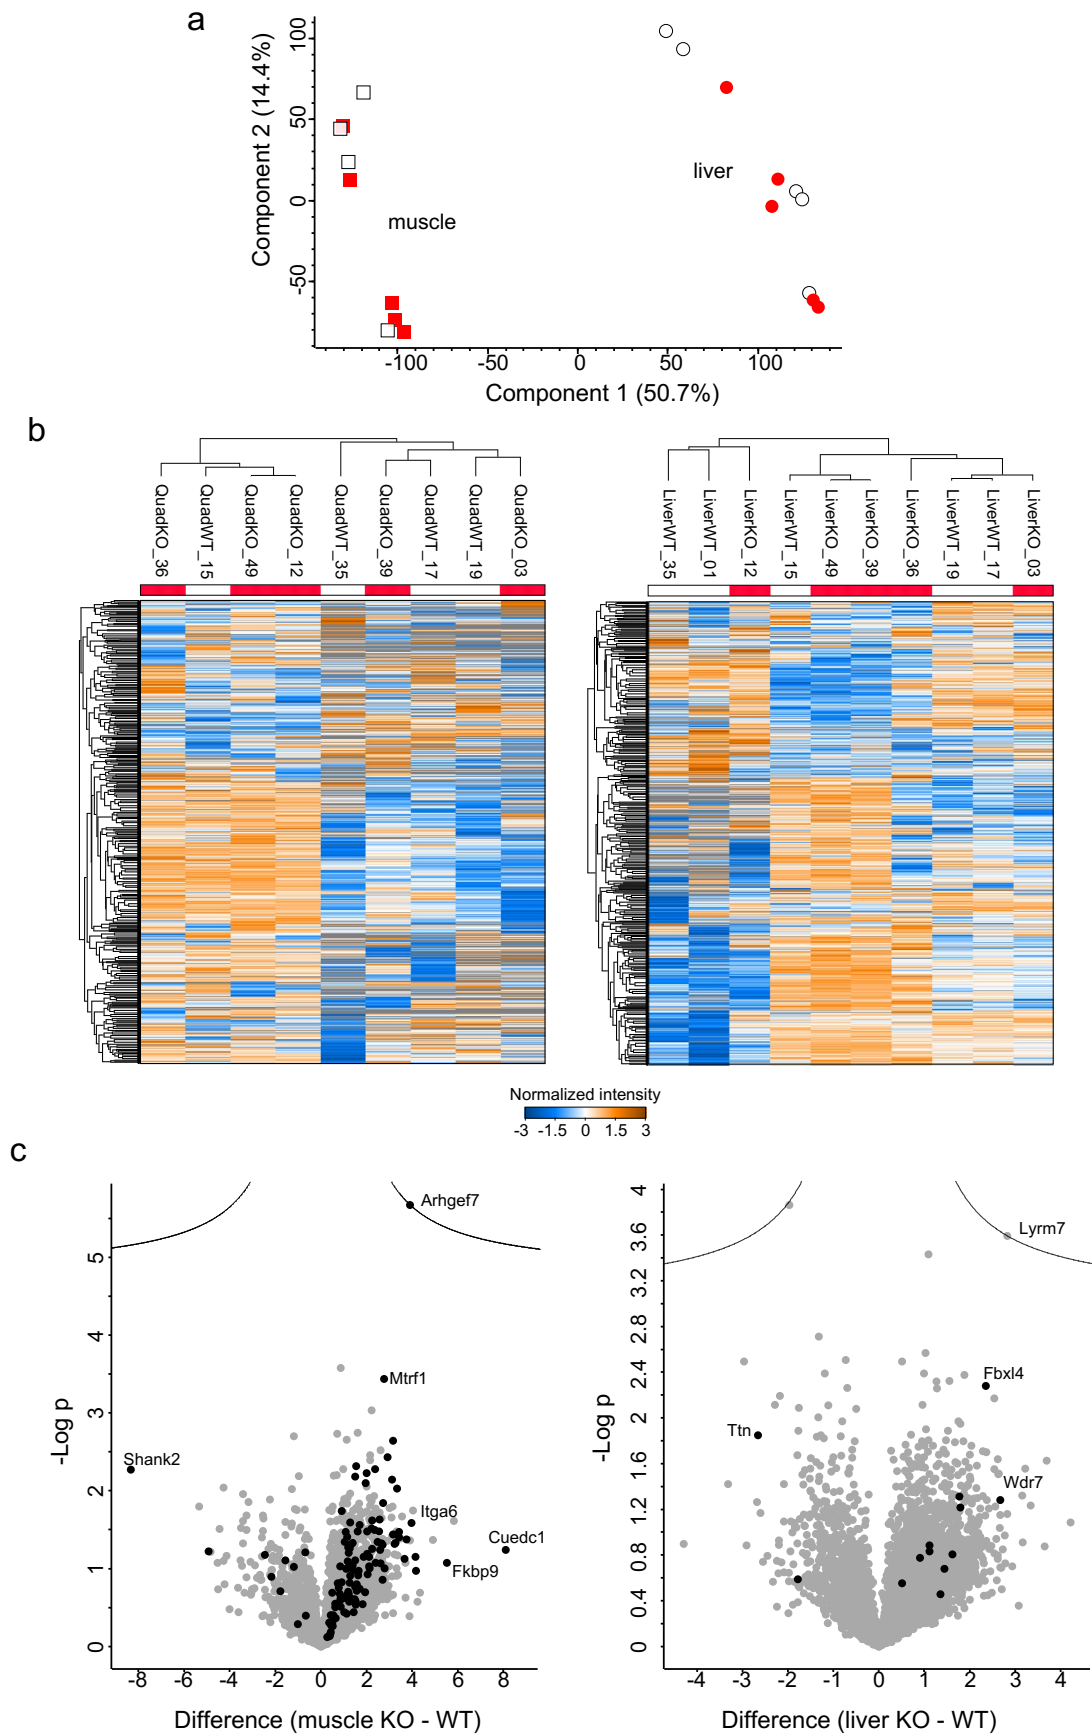 a
Component 2 (14.4%)
100
50
0
-50
liver
muscle
-100
-50
0
50
100
Component 1 (50.7%)
b
QuadKO_36
QuadWT_15
QuadKO_49
QuadKO_12
QuadWT_35
QuadKO_39
QuadWT_17
QuadWT_19
QuadKO_03
LiverWT_35
LiverWT_01
LiverKO_12
LiverWT_15
LiverKO_49
LiverKO_39
LiverKO_36
LiverWT_19
LiverWT_17
LiverKO_03
Normalized intensity
-3 -1.5 0 1.5 3
c
-Log p
5
4
3
2
1
0
Arhgef7
Mtrf1
Shank2
Itga6
Cuedc1
Fkbp9
-8 -6 -4 -2 0 2 4 6 8
Difference (muscle KO - WT)
-Log p
4
3.6
3.2
2.8
2.4
2
1.6
1.2
0.8
0.4
0
Lyrm7
Fbxl4
Ttn
Wdr7
-4 -3 -2 -1 0 1 2 3 4
Difference (liver KO - WT)